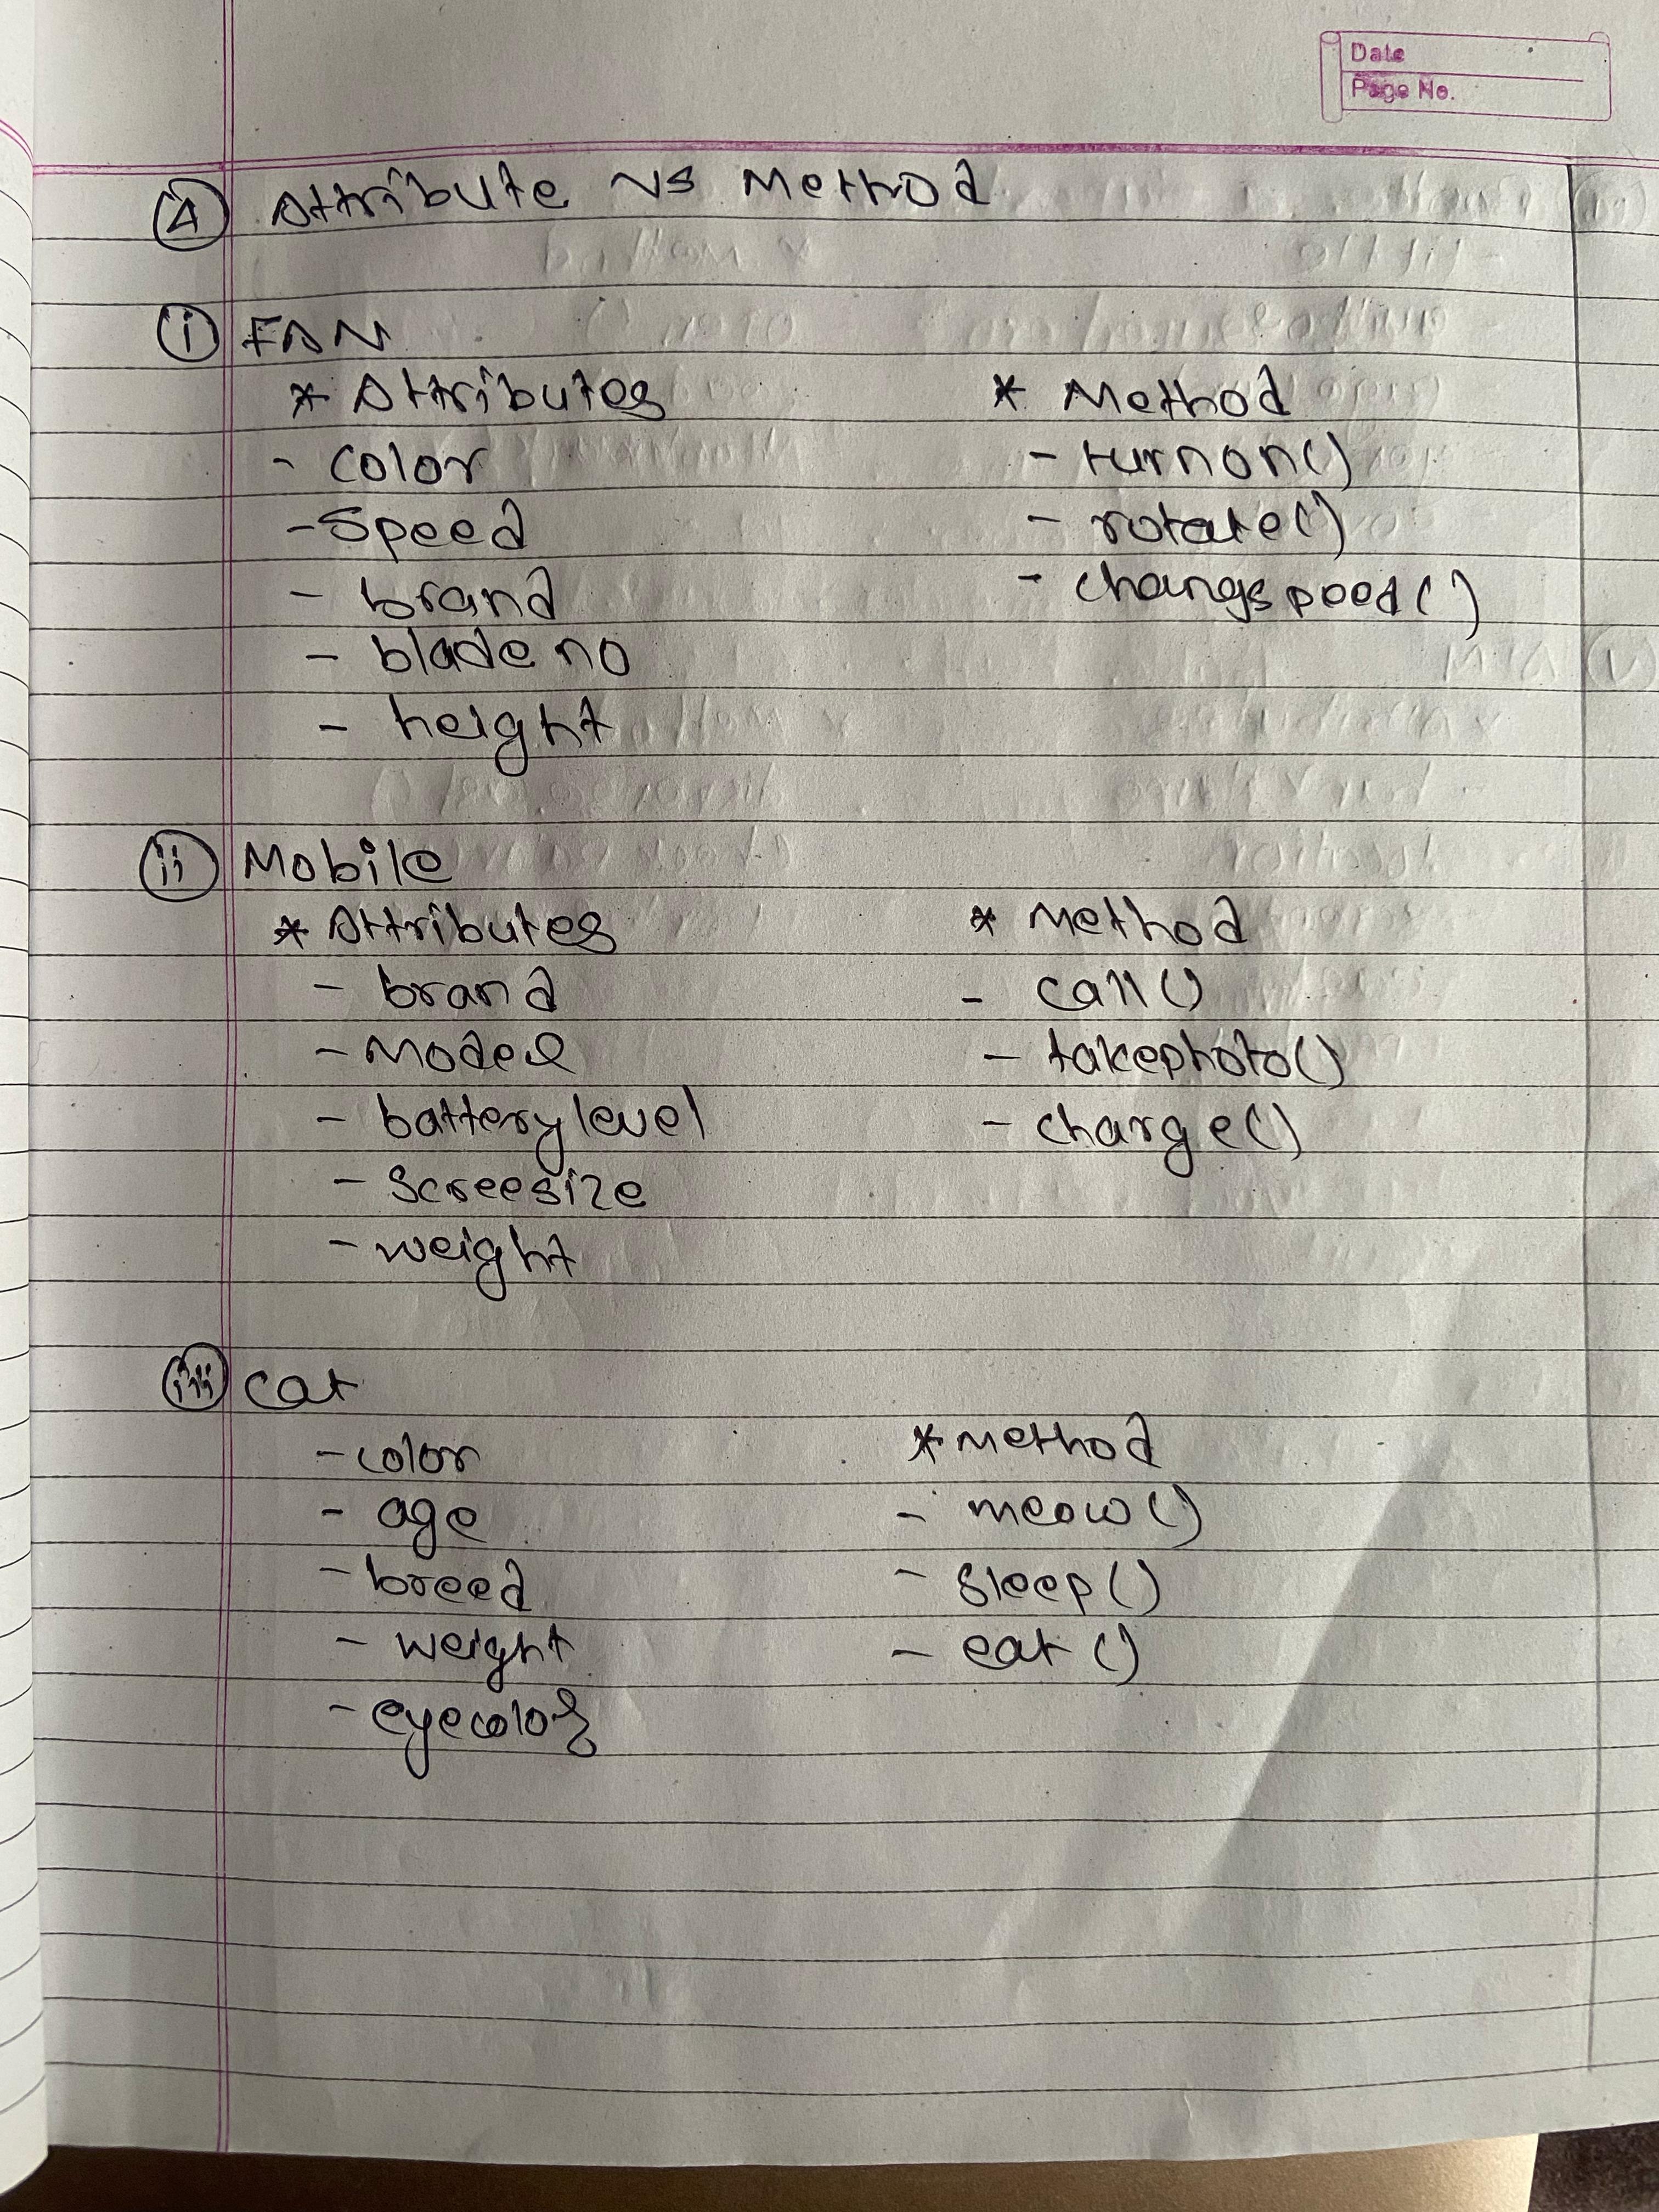 Date
Page No.
4 Attribute vs Method
i FAN
* Attributes * Method
- color - turnon()
- Speed - rotate()
- brand - changspeed()
- blade no
- height
ii Mobile
* Attributes * Method
- brand - call()
- Model - takephoto()
- batterylevel - charge()
- Screesize
- weight
iii cat
- color * method
- age - meow()
- breed - sleep()
- weight - eat()
- eyecolor